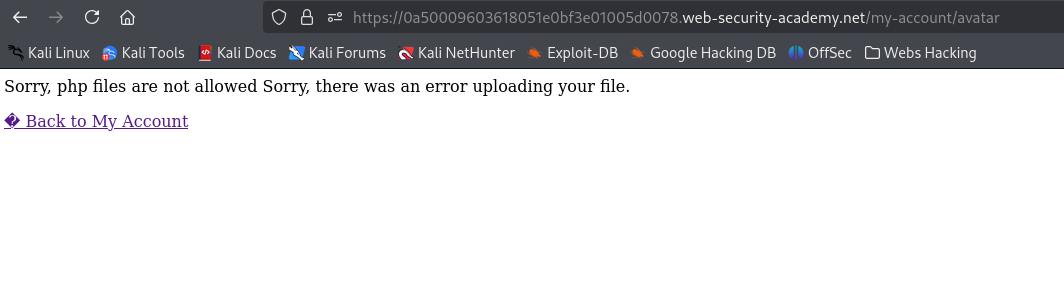 https://0a50009603618051e0bf3e01005d0078.web-security-academy.net/my-account/avatar
Kali Linux Kali Tools Kali Docs Kali Forums Kali NetHunter Exploit-DB Google Hacking DB OffSec Webs Hacking
Sorry, php files are not allowed Sorry, there was an error uploading your file.
� Back to My Account